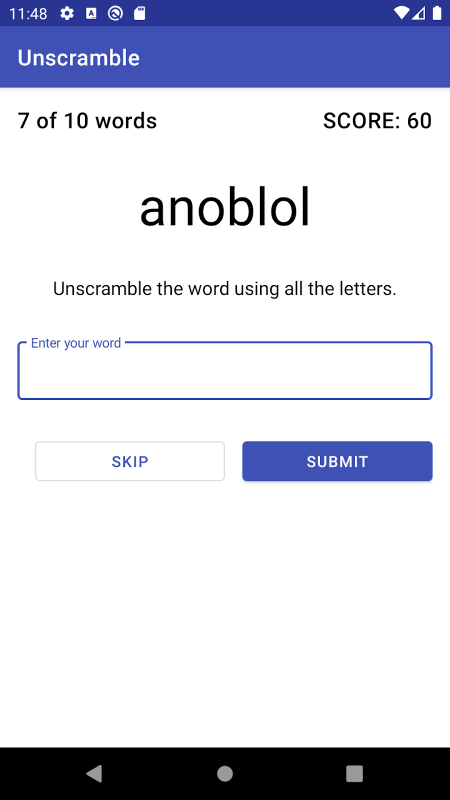 11:48
Unscramble
7 of 10 words SCORE: 60
anoblol
Unscramble the word using all the letters.
Enter your word
SKIP SUBMIT